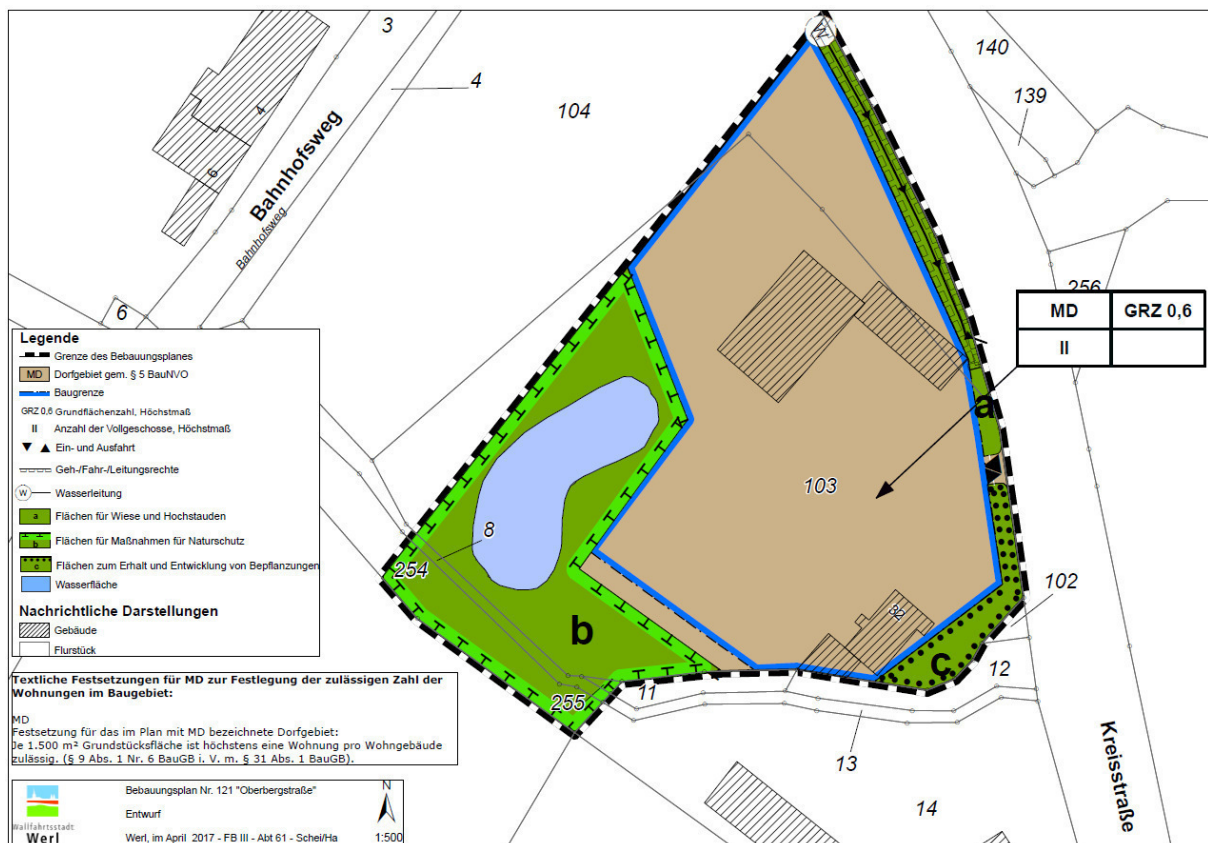 3
4
140
139
104
4
6
Bahnhofsweg
Bahnhofsweg
6
W
256
MD GRZ 0,6
II
a
103
8
254
b
32
c
102
12
11
255
13
14
Kreisstraße
Legende
Grenze des Bebauungsplanes
MD Dorfgebiet gem. § 5 BauNVO
Baugrenze
GRZ 0,6 Grundflächenzahl, Höchstmaß
II Anzahl der Vollgeschosse, Höchstmaß
Ein- und Ausfahrt
Geh-/Fahr-/Leitungsrechte
W Wasserleitung
a Flächen für Wiese und Hochstauden
b Flächen für Maßnahmen für Naturschutz
c Flächen zum Erhalt und Entwicklung von Bepflanzungen
Wasserfläche
Nachrichtliche Darstellungen
Gebäude
Flurstück
Textliche Festsetzungen für MD zur Festlegung der zulässigen Zahl der
Wohnungen im Baugebiet:
MD
Festsetzung für das im Plan mit MD bezeichnete Dorfgebiet:
Je 1.500 m² Grundstücksfläche ist höchstens eine Wohnung pro Wohngebäude
zulässig. (§ 9 Abs. 1 Nr. 6 BauGB i. V. m. § 31 Abs. 1 BauGB).
Wallfahrtsstadt
Werl
Bebauungsplan Nr. 121 "Oberbergstraße"
Entwurf
Werl, im April 2017 - FB III - Abt 61 - Schei/Ha
N
1:500